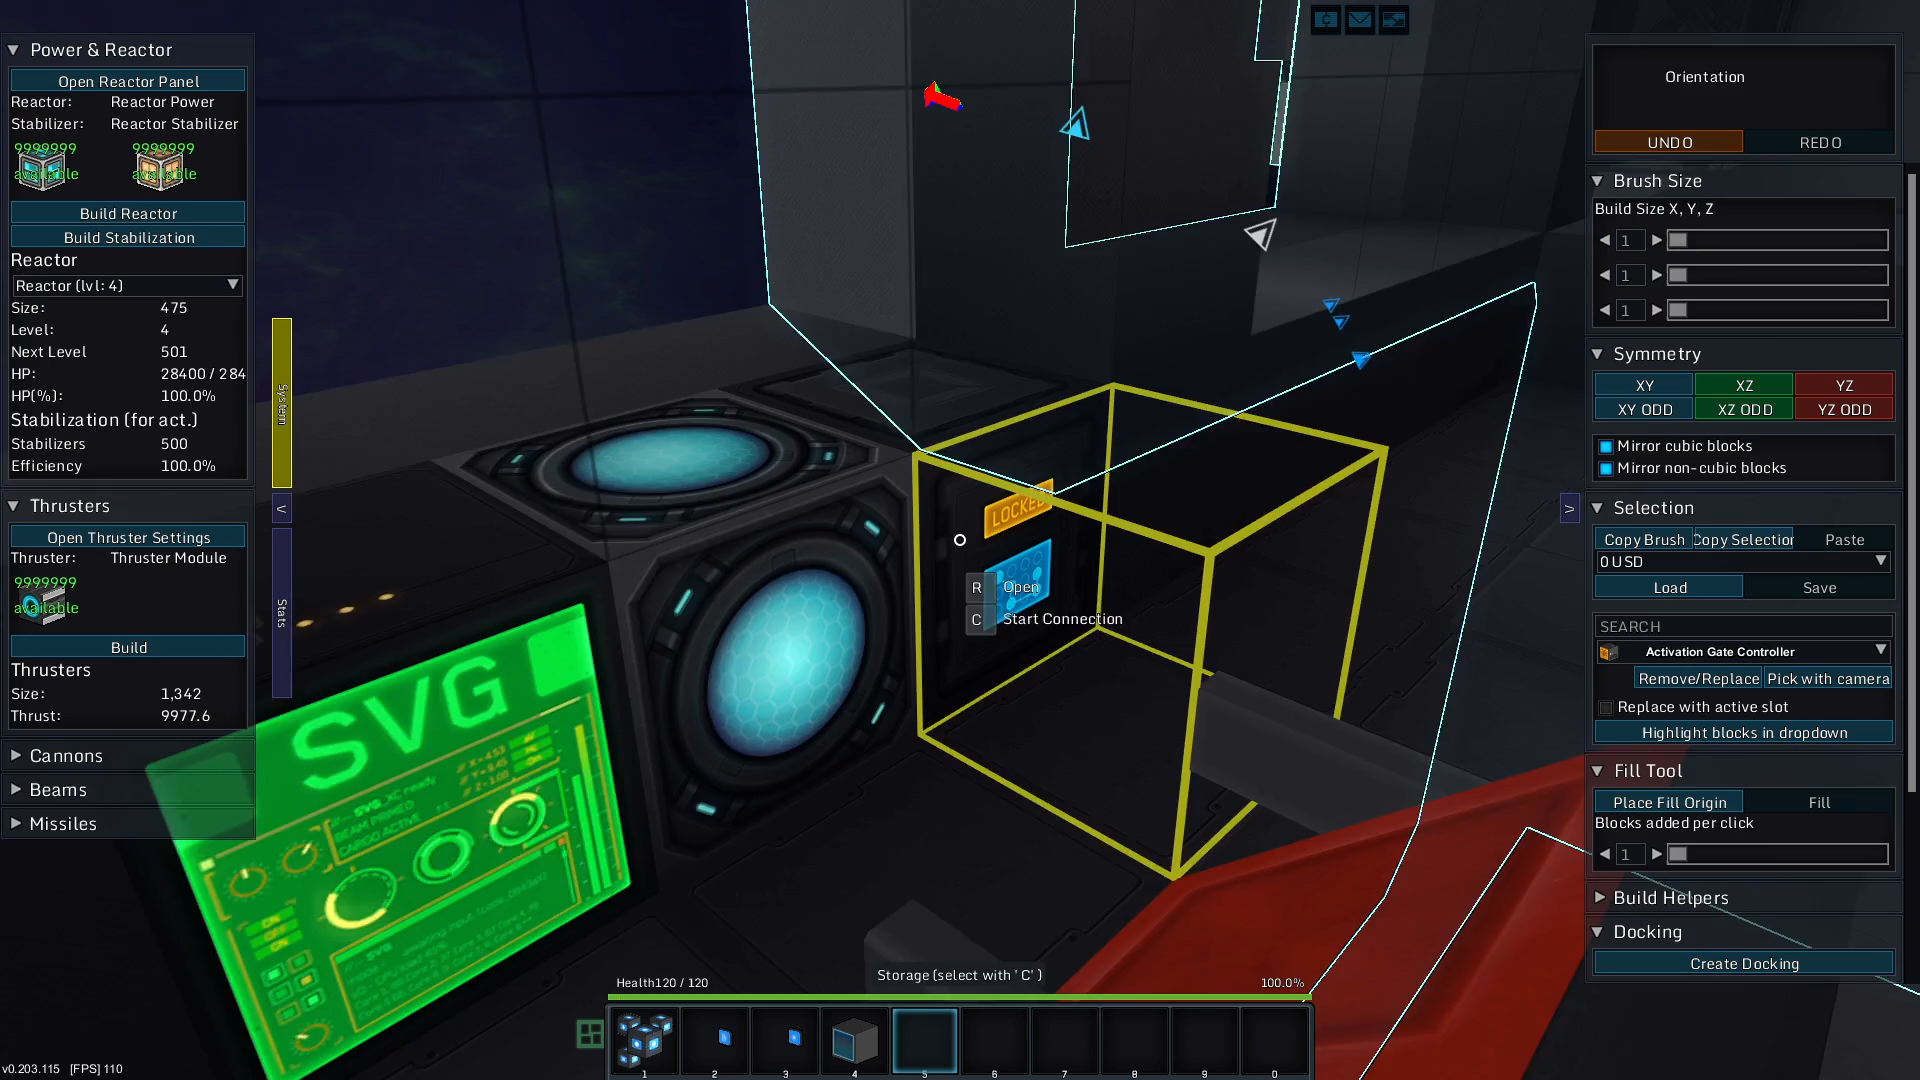 Power & Reactor
Open Reactor Panel
Reactor: Reactor Power
Stabilizer: Reactor Stabilizer
9999999 9999999
available available
Build Reactor
Build Stabilization
Reactor
Reactor (lvl: 4)
Size: 475
Level: 4
Next Level 501
HP: 28400 / 284
HP(%): 100.0%
Stabilization (for act.)
Stabilizers 500
Efficiency 100.0%
Thrusters
Open Thruster Settings
Thruster: Thruster Module
9999999
available
Build
Thrusters
Size: 1,342
Thrust: 9977.6
Cannons
Beams
Missiles
System
V
Stats
SVG
BEAM PRIMED
CARGO ACTIVE
LOCKED
R Open
C Start Connection
Storage (select with ' C' )
Health120 / 120
100.0%
1 2 3 4 5 6 7 8 9 0
v0.203.115 [FPS] 110
Orientation
UNDO REDO
Brush Size
Build Size X, Y, Z
1
1
1
Symmetry
XY XZ YZ
XY ODD XZ ODD YZ ODD
Mirror cubic blocks
Mirror non-cubic blocks
Selection
Copy Brush Copy Selection Paste
0 USD
Load Save
SEARCH
Activation Gate Controller
Remove/Replace Pick with camera
Replace with active slot
Highlight blocks in dropdown
Fill Tool
Place Fill Origin Fill
Blocks added per click
1
Build Helpers
Docking
Create Docking